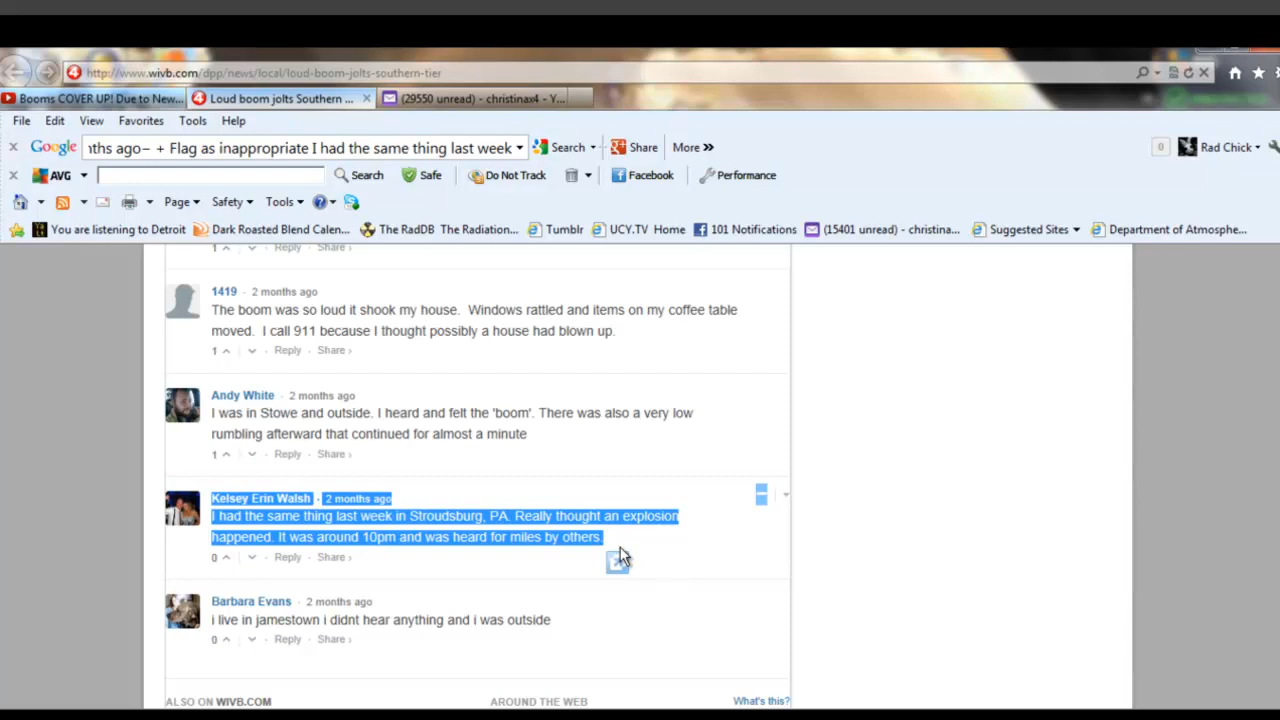 http://www.wivb.com/dpp/news/local/loud-boom-jolts-southern-tier
Booms COVER UP! Due to New...
Loud boom jolts Southern ...
(29550 unread) - christinax4 - Y...
File Edit View Favorites Tools Help
Google
ths ago− + Flag as inappropriate I had the same thing last week
Search
Share
More »
0
Rad Chick
AVG
Search
Safe
Do Not Track
Facebook
Performance
Page Safety Tools
You are listening to Detroit
Dark Roasted Blend Calen...
The RadDB The Radiation...
Tumblr
UCY.TV Home
101 Notifications
(15401 unread) - christina...
Suggested Sites
Department of Atmosphe...
1 Reply · Share ›
1419 · 2 months ago
The boom was so loud it shook my house. Windows rattled and items on my coffee table
moved. I call 911 because I thought possibly a house had blown up.
1 · Reply · Share ›
Andy White · 2 months ago
I was in Stowe and outside. I heard and felt the 'boom'. There was also a very low
rumbling afterward that continued for almost a minute
1 · Reply · Share ›
Kelsey Erin Walsh · 2 months ago
I had the same thing last week in Stroudsburg, PA. Really thought an explosion
happened. It was around 10pm and was heard for miles by others.
0 · Reply · Share ›
Barbara Evans · 2 months ago
i live in jamestown i didnt hear anything and i was outside
0 · Reply · Share ›
ALSO ON WIVB.COM
AROUND THE WEB
What's this?